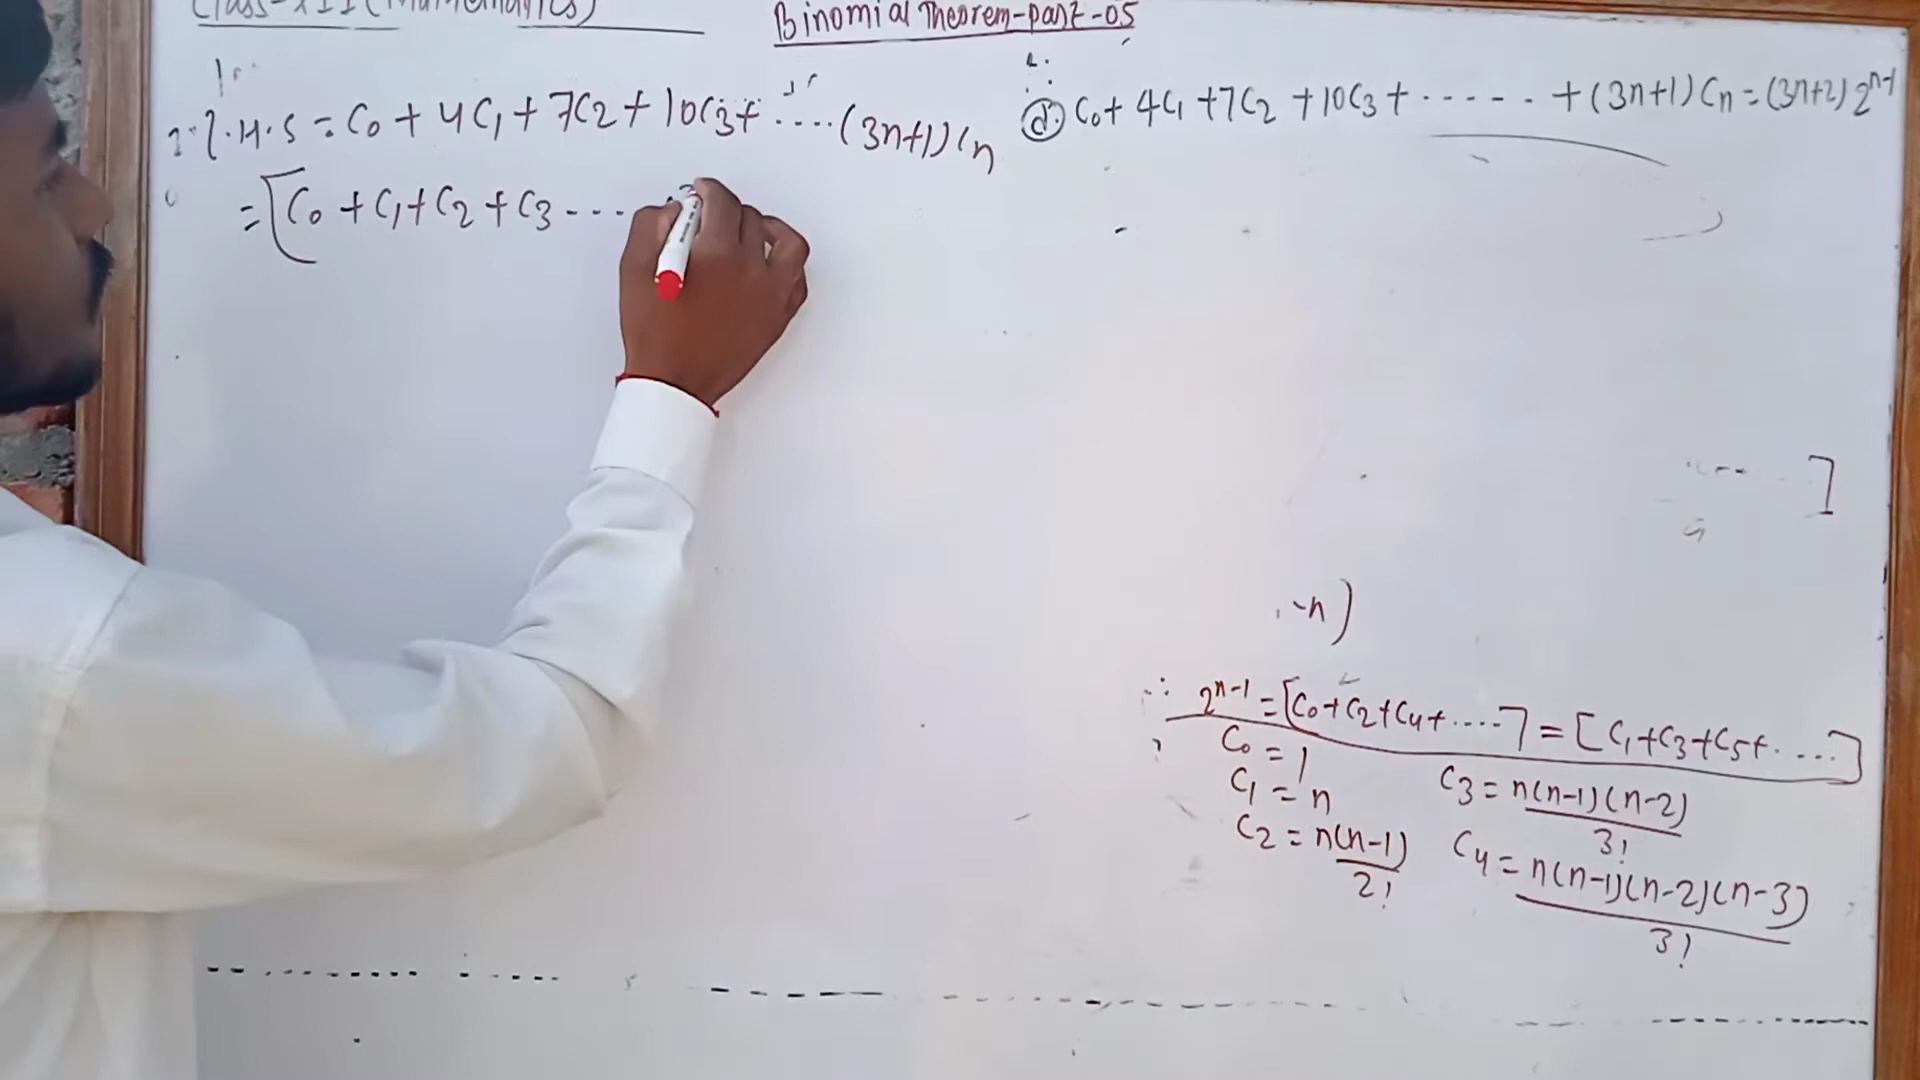 Class-XII (Mathematics)
Binomial Theorem-part-05
L.H.S = C₀ + 4C₁ + 7C₂ + 10C₃ + .... (3n+1) Cₙ
= [C₀ + C₁ + C₂ + C₃ ----
(d) C₀ + 4C₁ + 7C₂ + 10C₃ + ...... + (3n+1) Cₙ = (3n+2) 2ⁿ⁻¹
]
-n)
∴ 2ⁿ⁻¹ = [C₀+C₂+C₄+.....] = [C₁+C₃+C₅+.....]
C₀ = 1
C₁ = n
C₂ = n(n-1)/2!
C₃ = n(n-1)(n-2)/3!
C₄ = n(n-1)(n-2)(n-3)/3!